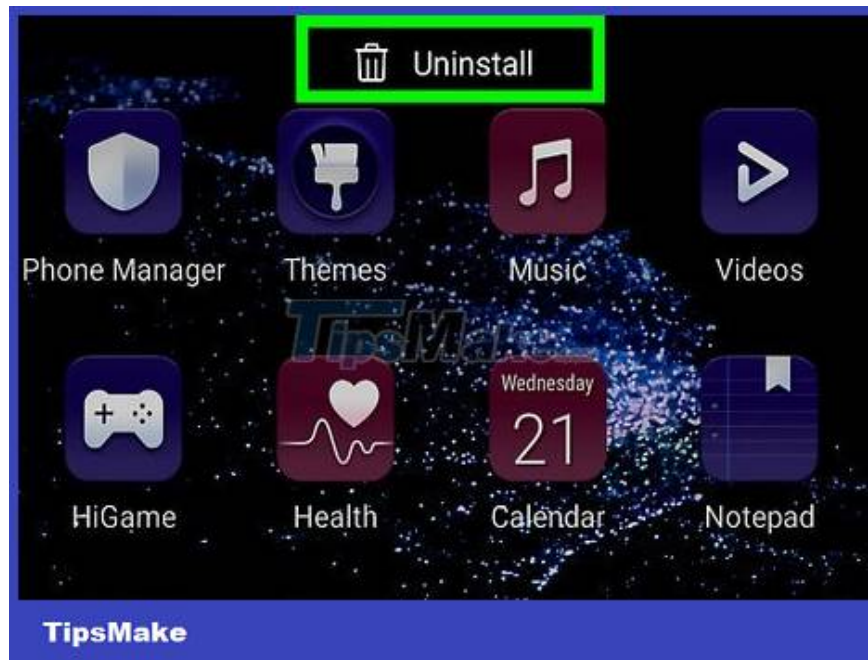 Uninstall
Phone Manager
Themes
Music
Videos
TipsMake
Wednesday
21
HiGame
Health
Calendar
Notepad
TipsMake